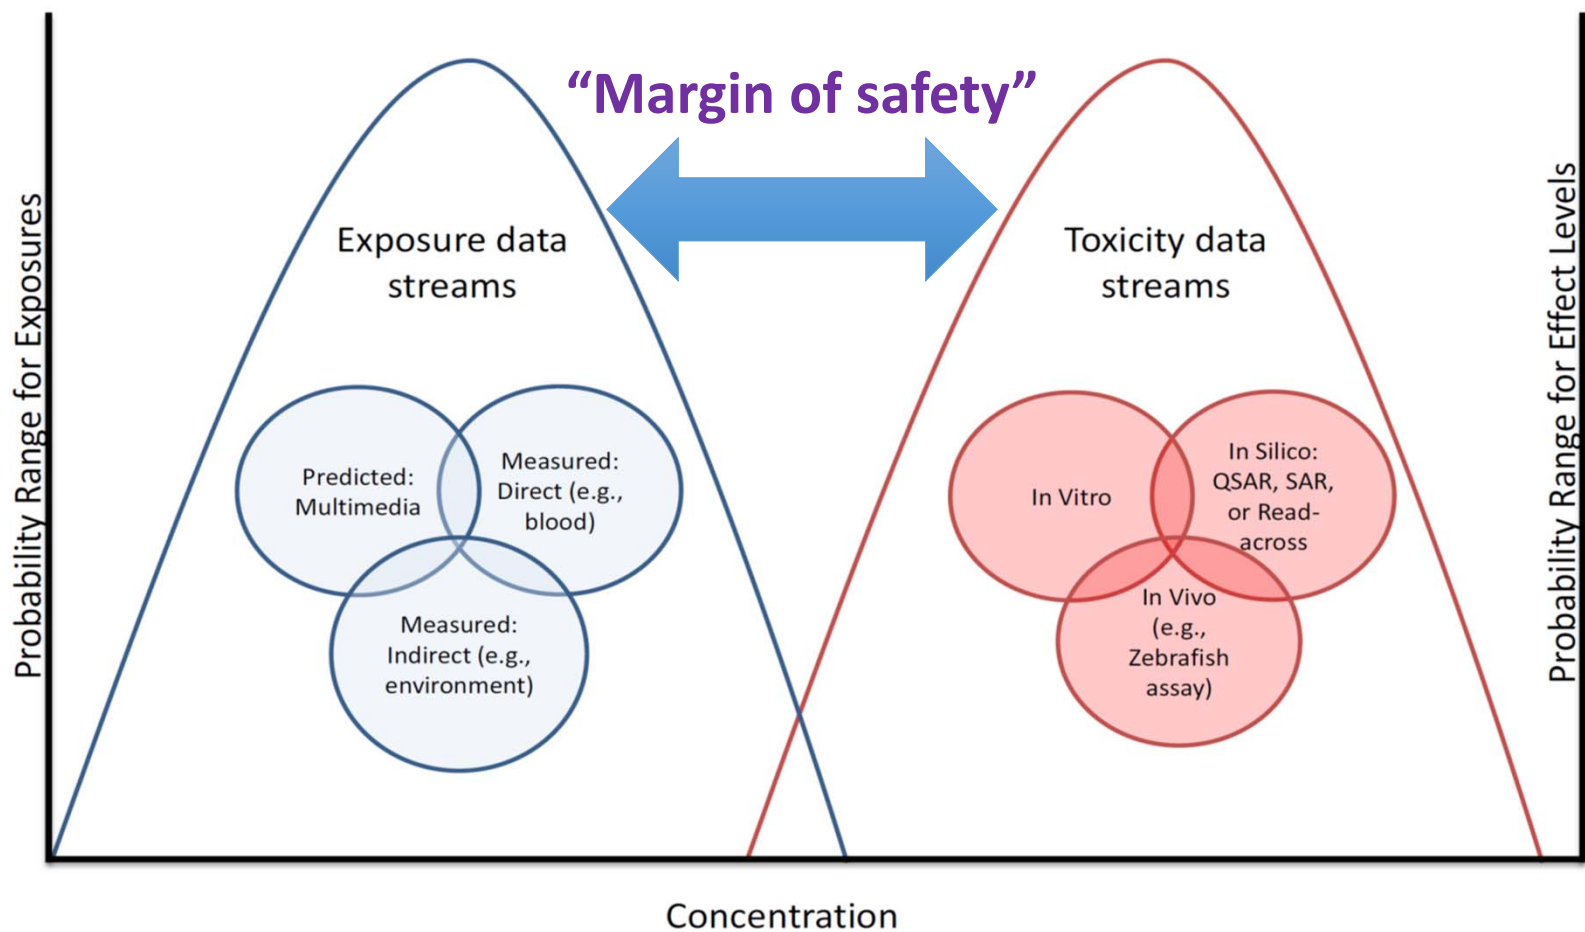 “Margin of safety”
Probability Range for Exposures
Exposure data
streams
Predicted:
Multimedia
Measured:
Direct (e.g.,
blood)
Measured:
Indirect (e.g.,
environment)
Toxicity data
streams
In Vitro
In Silico:
QSAR, SAR,
or Read-
across
In Vivo
(e.g.,
Zebrafish
assay)
Probability Range for Effect Levels
Concentration